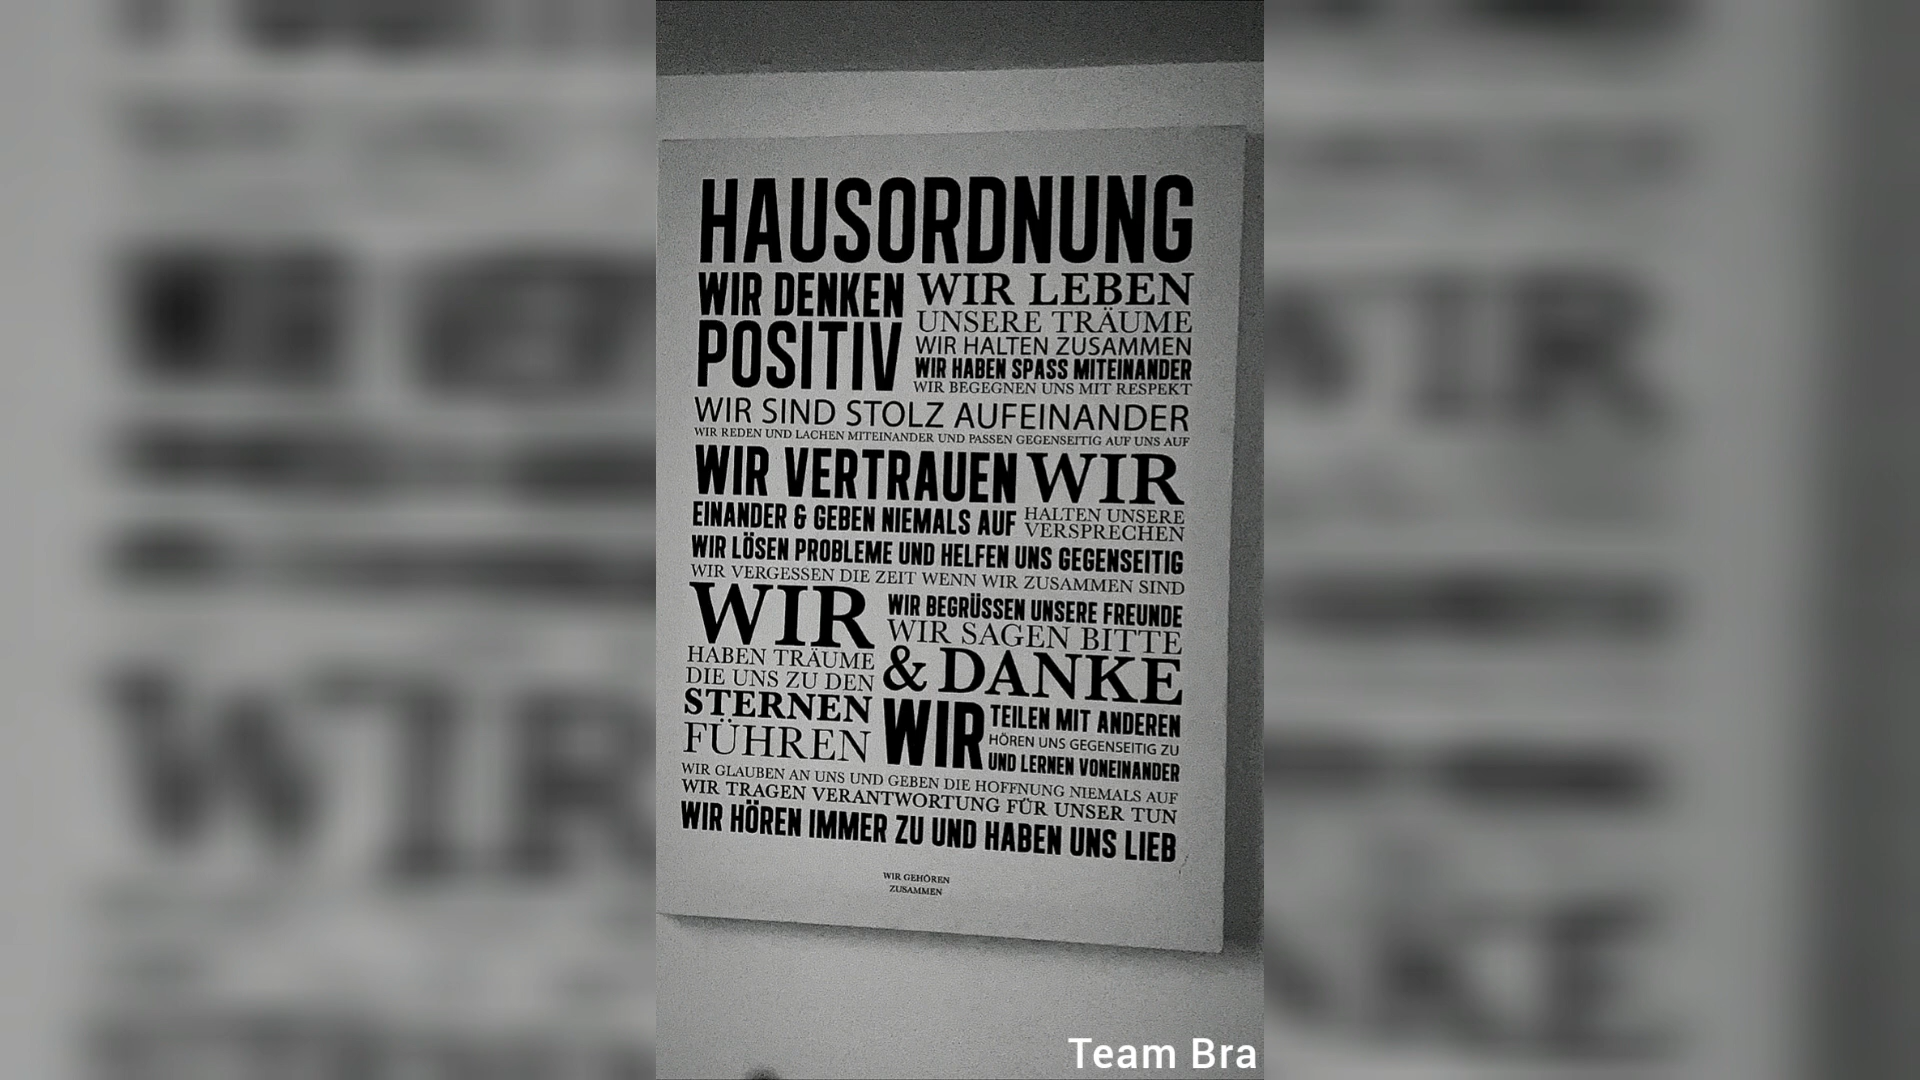 HAUSORDNUNG
WIR DENKEN
POSITIV
WIR LEBEN
UNSERE TRÄUME
WIR HALTEN ZUSAMMEN
WIR HABEN SPASS MITEINANDER
WIR BEGEGNEN UNS MIT RESPEKT
WIR SIND STOLZ AUFEINANDER
WIR REDEN UND LACHEN MITEINANDER UND PASSEN GEGENSEITIG AUF UNS AUF
WIR VERTRAUEN
EINANDER & GEBEN NIEMALS AUF
WIR
HALTEN UNSERE
VERSPRECHEN
WIR LÖSEN PROBLEME UND HELFEN UNS GEGENSEITIG
WIR VERGESSEN DIE ZEIT WENN WIR ZUSAMMEN SIND
WIR
HABEN TRÄUME
DIE UNS ZU DEN
STERNEN
FÜHREN
WIR BEGRÜSSEN UNSERE FREUNDE
WIR SAGEN BITTE
& DANKE
WIR
TEILEN MIT ANDEREN
HÖREN UNS GEGENSEITIG ZU
UND LERNEN VONEINANDER
WIR GLAUBEN AN UNS UND GEBEN DIE HOFFNUNG NIEMALS AUF
WIR TRAGEN VERANTWORTUNG FÜR UNSER TUN
WIR HÖREN IMMER ZU UND HABEN UNS LIEB
WIR GEHÖREN
ZUSAMMEN
Team Bra